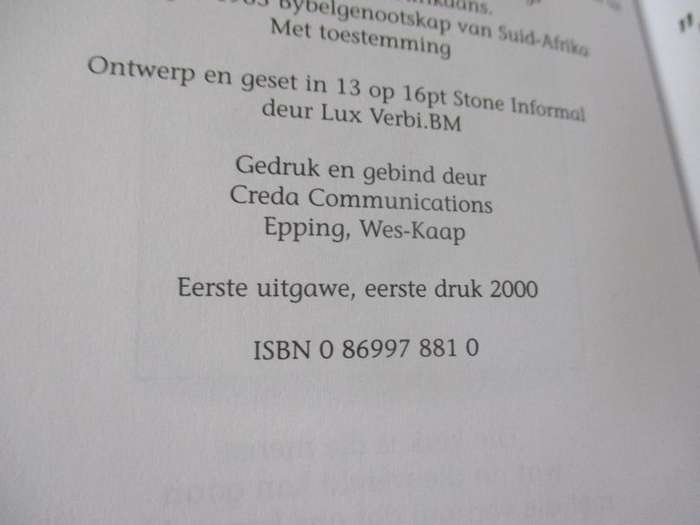 1983 Bybelgenootskap van Suid-Afrika
Met toestemming
Ontwerp en geset in 13 op 16pt Stone Informal
deur Lux Verbi.BM
Gedruk en gebind deur
Creda Communications
Epping, Wes-Kaap
Eerste uitgawe, eerste druk 2000
ISBN 0 86997 881 0